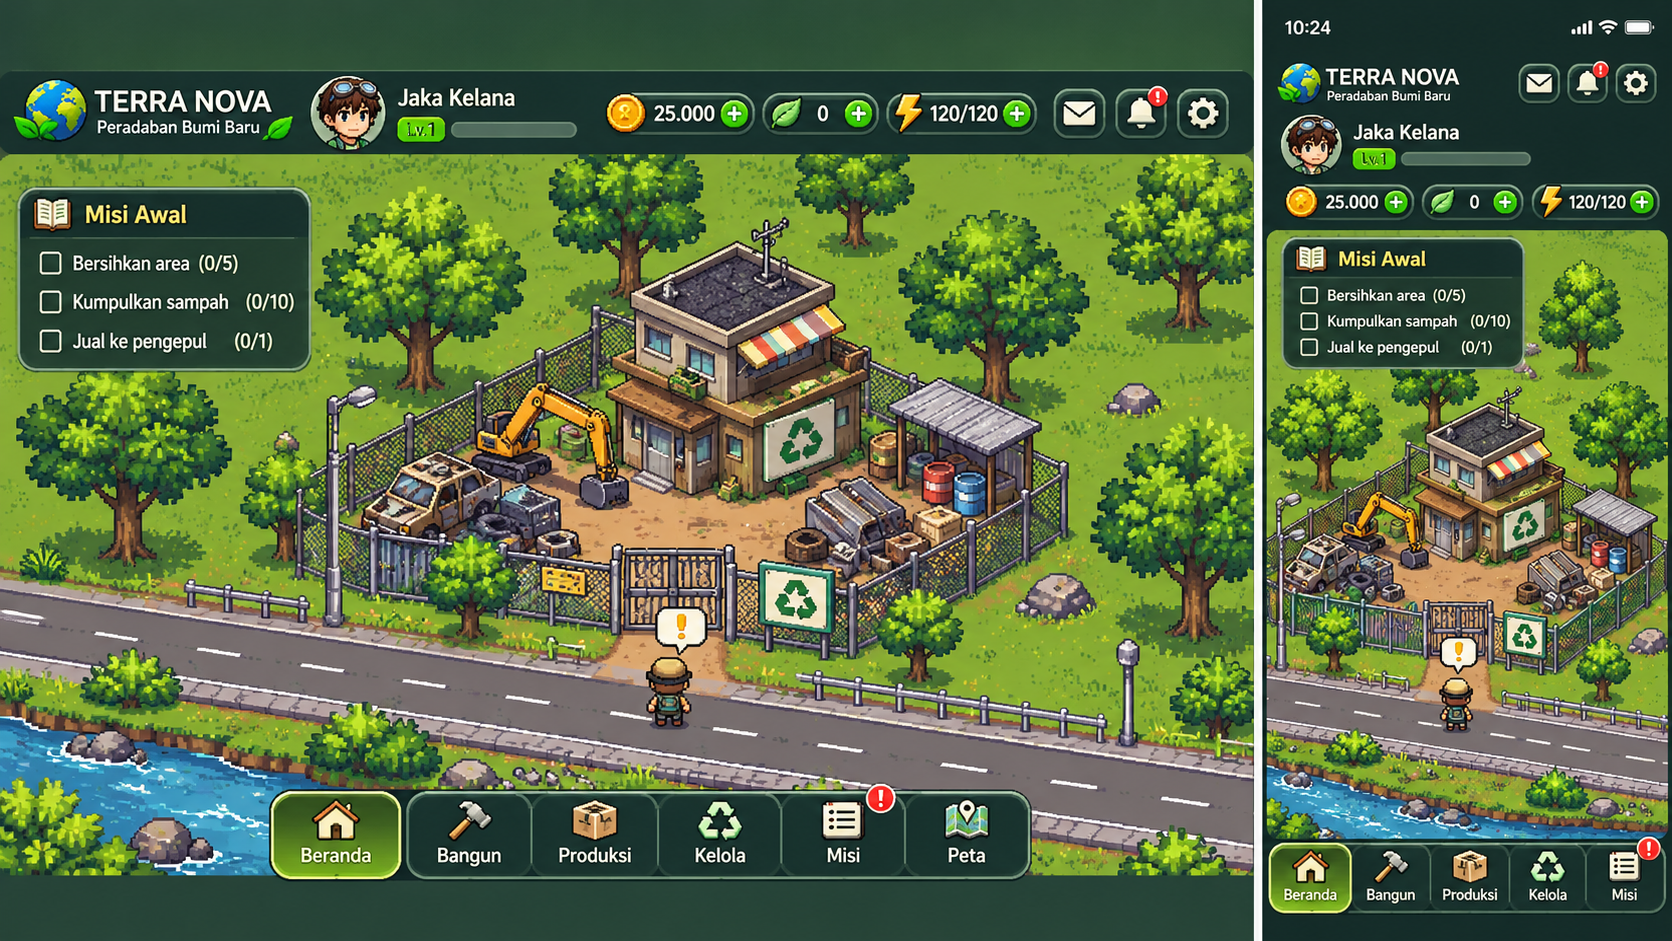 TERRA NOVA
Peradaban Bumi Baru
Jaka Kelana
Lv.1
25.000
0
120/120
Misi Awal
Bersihkan area (0/5)
Kumpulkan sampah (0/10)
Jual ke pengepul (0/1)
!
!
Beranda
Bangun
Produksi
Kelola
Misi
!
Peta
10:24
TERRA NOVA
Peradaban Bumi Baru
!
Jaka Kelana
Lv.1
25.000
0
120/120
Misi Awal
Bersihkan area (0/5)
Kumpulkan sampah (0/10)
Jual ke pengepul (0/1)
!
Beranda
Bangun
Produksi
Kelola
Misi
!